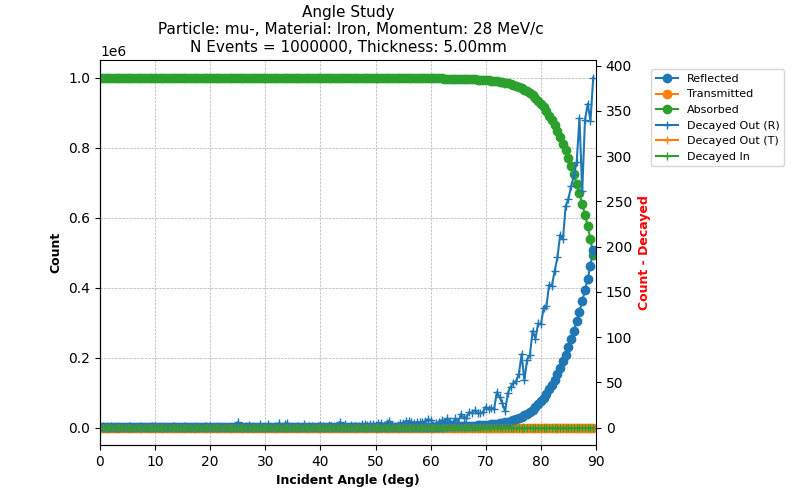 Angle Study
Particle: mu-, Material: Iron, Momentum: 28 MeV/c
N Events = 1000000, Thickness: 5.00mm
1e6
1.0
0.8
0.6
0.4
0.2
0.0
Count
0 10 20 30 40 50 60 70 80 90
Incident Angle (deg)
400
350
300
250
200
150
100
50
0
Count - Decayed
Reflected
Transmitted
Absorbed
Decayed Out (R)
Decayed Out (T)
Decayed In